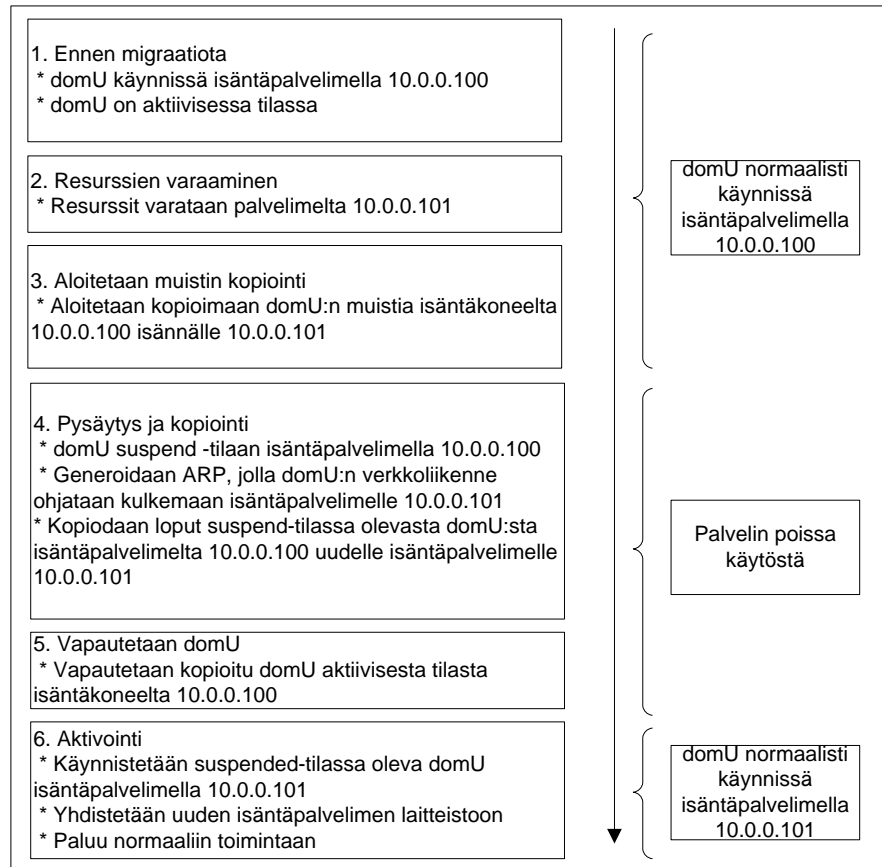 1. Ennen migraatiota
* domU käynnissä isäntäpalvelimella 10.0.0.100
* domU on aktiivisessa tilassa
2. Resurssien varaaminen
* Resurssit varataan palvelimelta 10.0.0.101
3. Aloitetaan muistin kopiointi
* Aloitetaan kopioimaan domU:n muistia isäntäkoneelta
10.0.0.100 isännälle 10.0.0.101
domU normaalisti
käynnissä
isäntäpalvelimella
10.0.0.100
4. Pysäytys ja kopiointi
* domU suspend -tilaan isäntäpalvelimella 10.0.0.100
* Generoidaan ARP, jolla domU:n verkkoliikenne
ohjataan kulkemaan isäntäpalvelimelle 10.0.0.101
* Kopiodaan loput suspend-tilassa olevasta domU:sta
isäntäpalvelimelta 10.0.0.100 uudelle isäntäpalvelimelle
10.0.0.101
5. Vapautetaan domU
* Vapautetaan kopioitu domU aktiivisesta tilasta
isäntäkoneelta 10.0.0.100
Palvelin poissa
käytöstä
6. Aktivointi
* Käynnistetään suspended-tilassa oleva domU
isäntäpalvelimella 10.0.0.101
* Yhdistetään uuden isäntäpalvelimen laitteistoon
* Paluu normaaliin toimintaan
domU normaalisti
käynnissä
isäntäpalvelimella
10.0.0.101